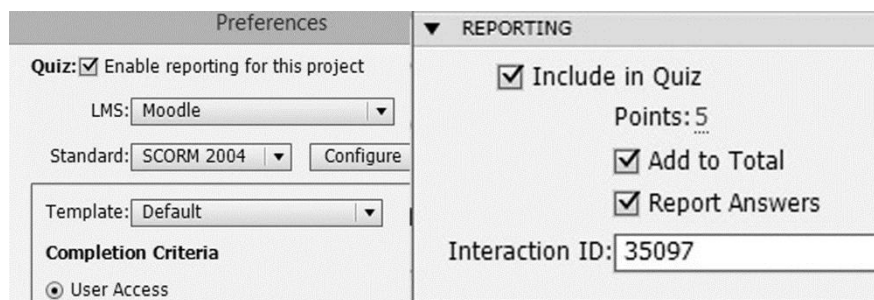 Preferences
Quiz: Enable reporting for this project
LMS: Moodle
Standard: SCORM 2004 Configure
Template: Default
Completion Criteria
User Access
REPORTING
Include in Quiz
Points: 5
Add to Total
Report Answers
Interaction ID: 35097